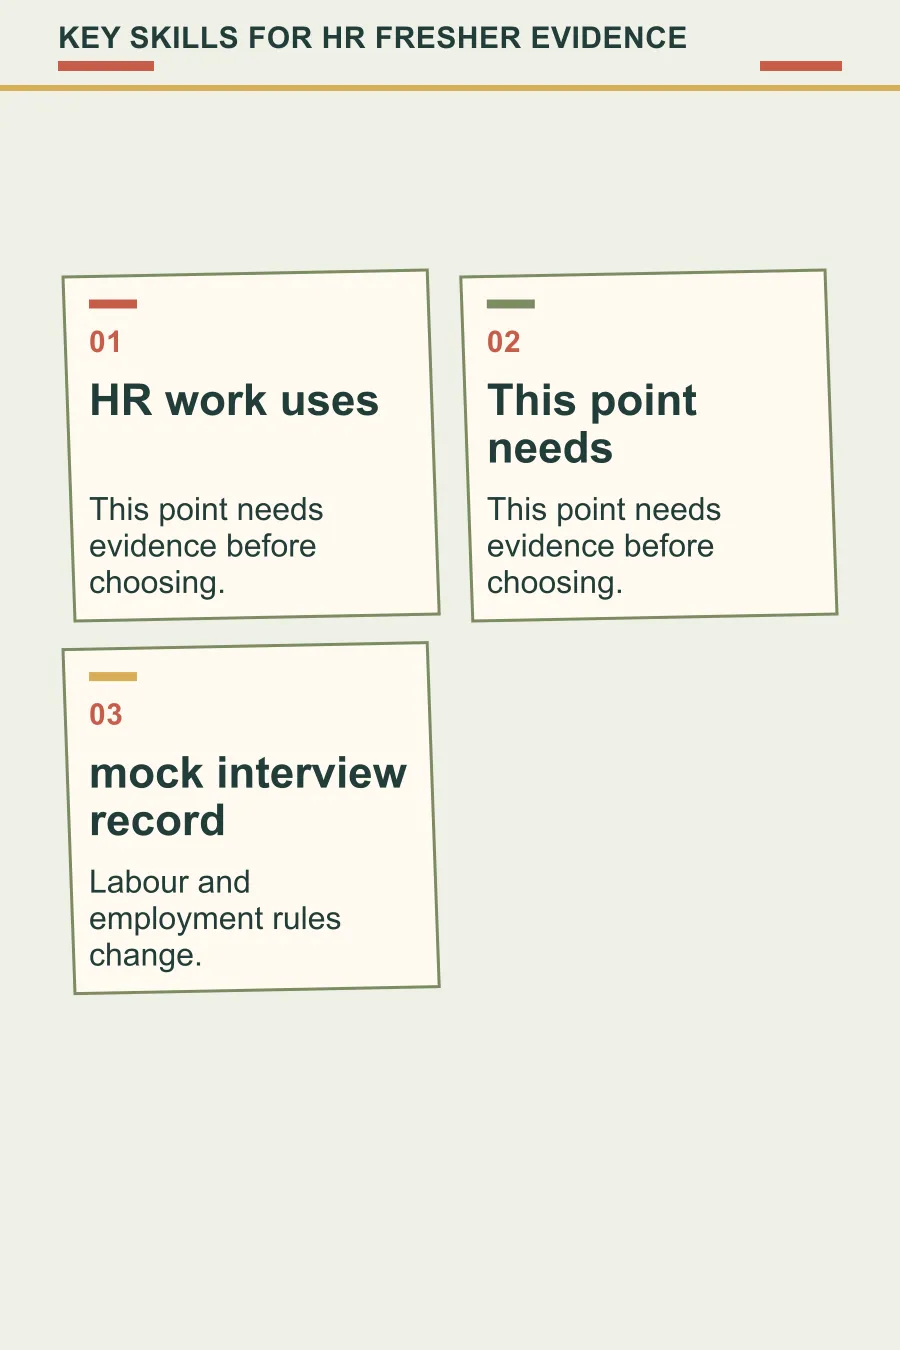 KEY SKILLS FOR HR FRESHER EVIDENCE
01
HR work uses
This point needs
evidence before
choosing.
02
This point
needs
This point needs
evidence before
choosing.
03
mock interview
record
Labour and
employment rules
change.